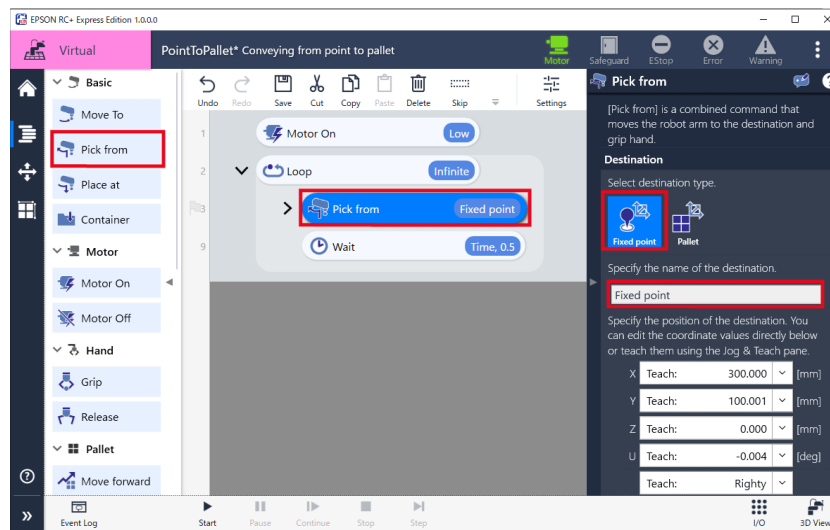 EPSON RC+ Express Edition 1.0.0.0
Virtual
PointToPallet* Conveying from point to pallet
Motor
Safeguard
EStop
Error
Warning
Basic
Move To
Pick from
Place at
Container
Motor
Motor On
Motor Off
Hand
Grip
Release
Pallet
Move forward
Undo Redo Save Cut Copy Paste Delete Skip Settings
1 Motor On Low
2 Loop Infinite
3 Pick from Fixed point
9 Wait Time, 0.5
Pick from
[Pick from] is a combined command that
moves the robot arm to the destination and
grip hand.
Destination
Select destination type.
Fixed point Pallet
Specify the name of the destination.
Fixed point
Specify the position of the destination. You
can edit the coordinate values directly below
or teach them using the Jog & Teach pane.
X Teach: 300.000 [mm]
Y Teach: 100.001 [mm]
Z Teach: 0.000 [mm]
U Teach: -0.004 [deg]
Teach: Righty
Event Log
Start Pause Continue Stop Step
I/O
3D View